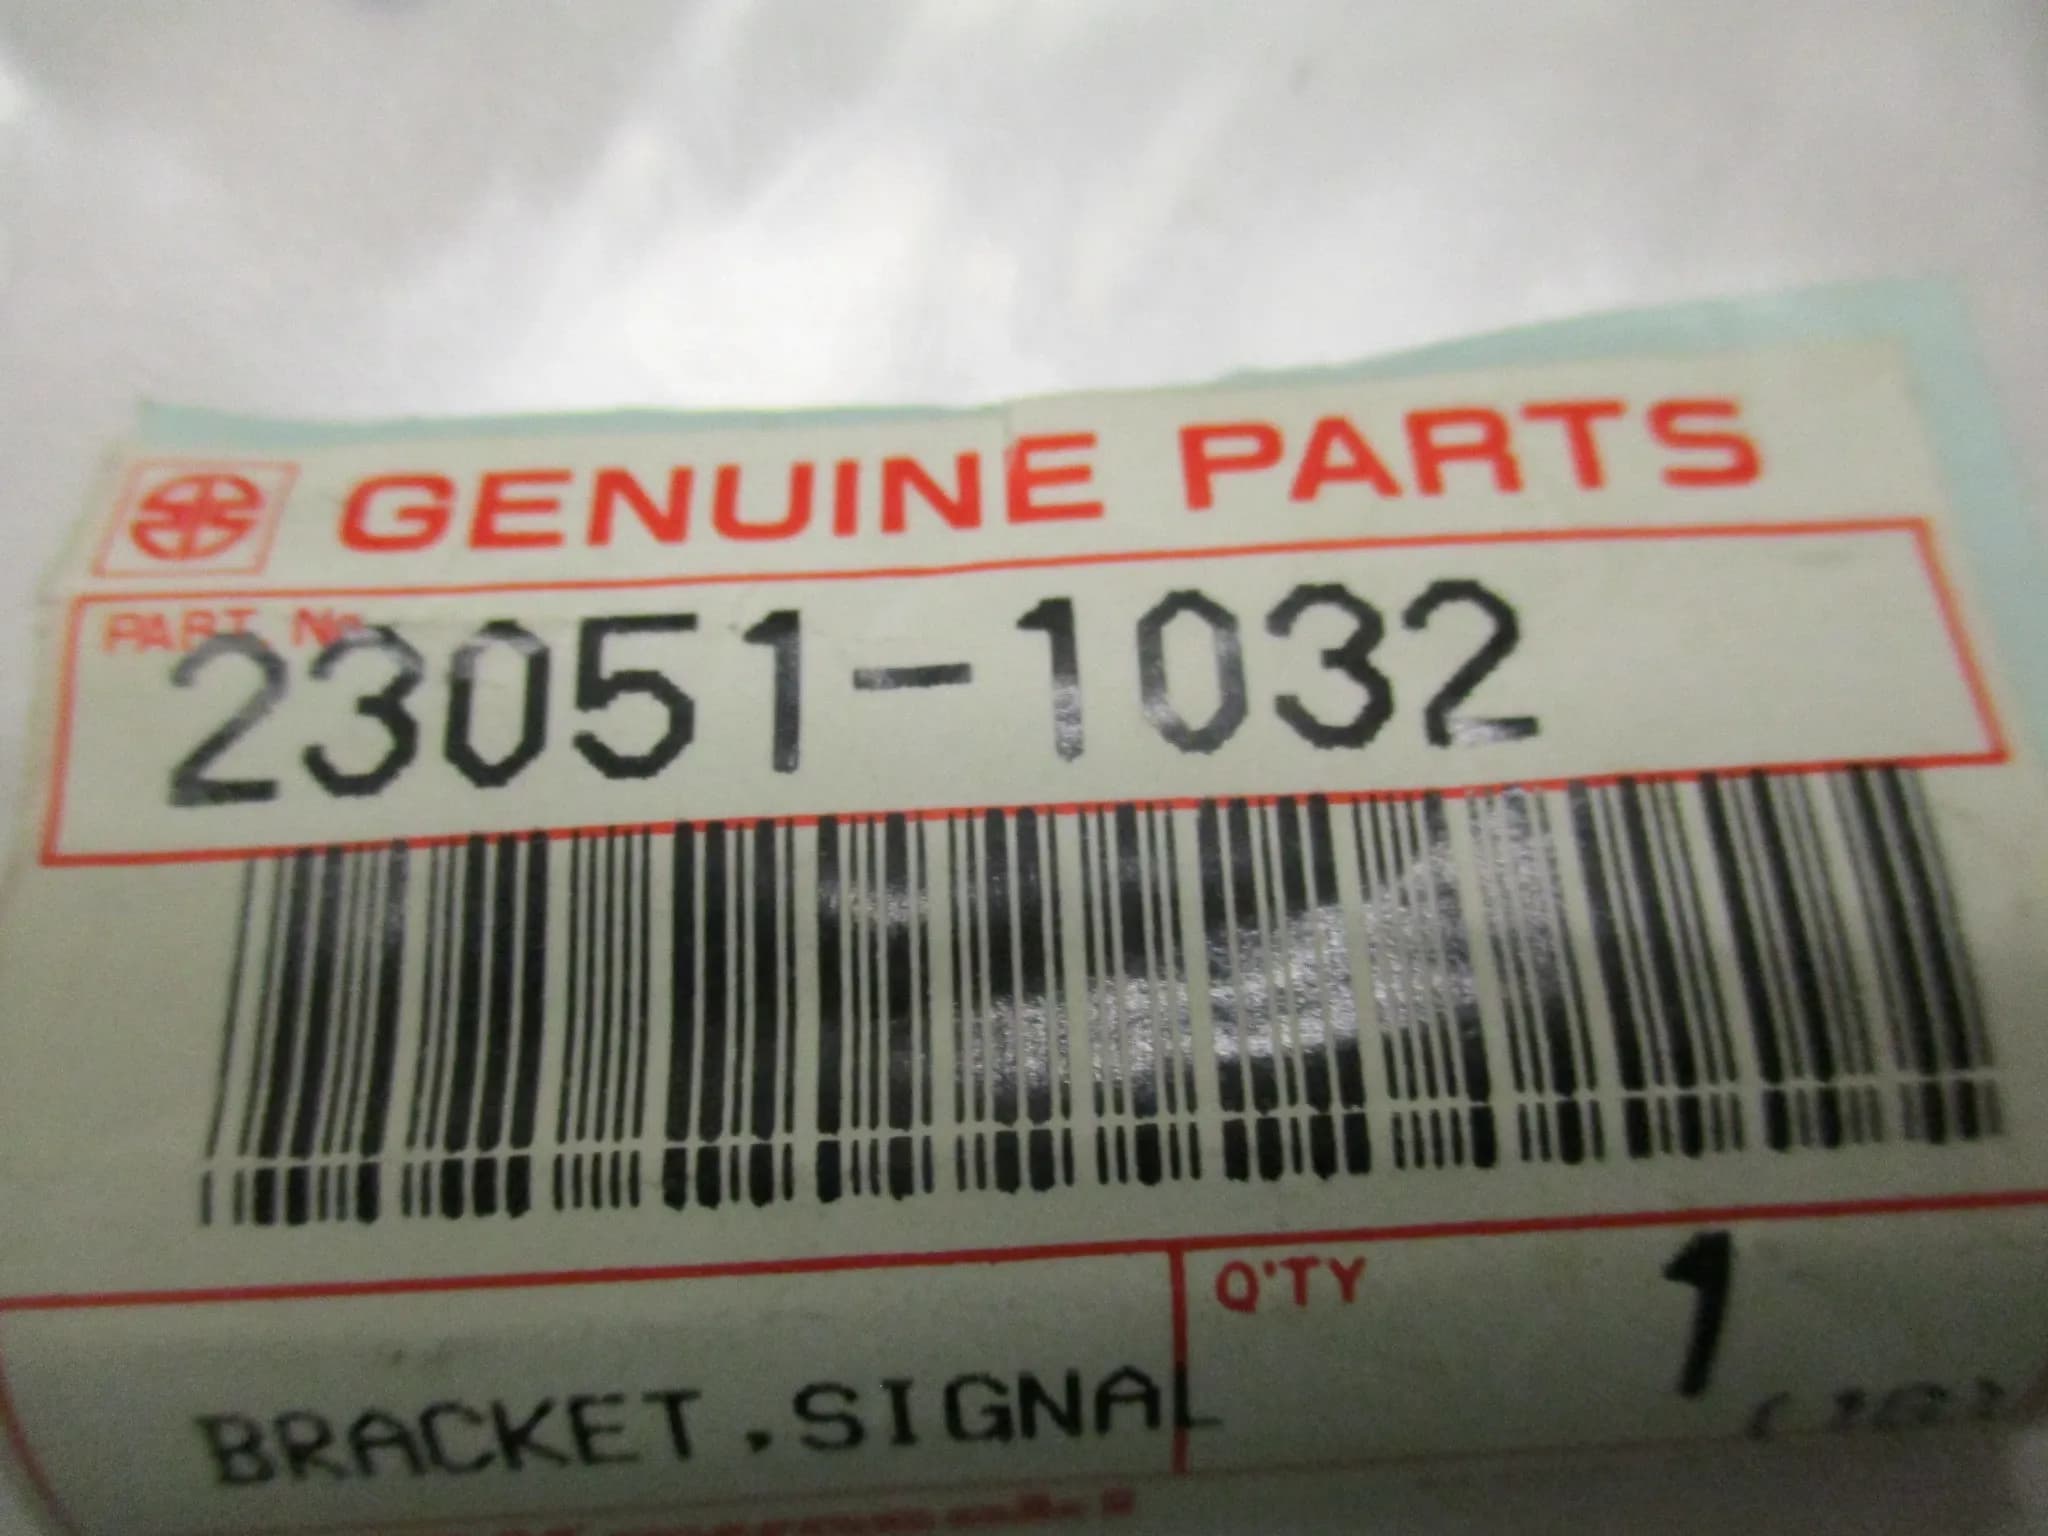 GENUINE PARTS
PART No.
23051-1032
Q'TY
1
BRACKET,SIGNAL